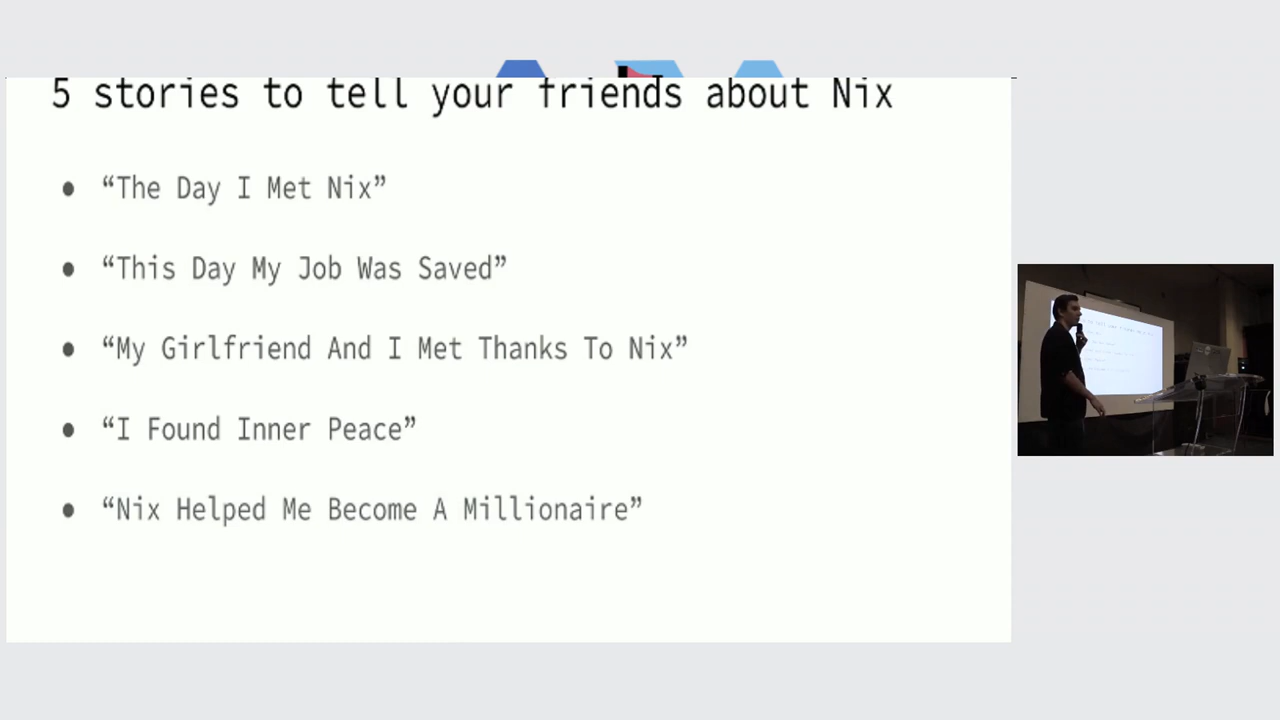 5 stories to tell your friends about Nix
● “The Day I Met Nix”
● “This Day My Job Was Saved”
● “My Girlfriend And I Met Thanks To Nix”
● “I Found Inner Peace”
● “Nix Helped Me Become A Millionaire”